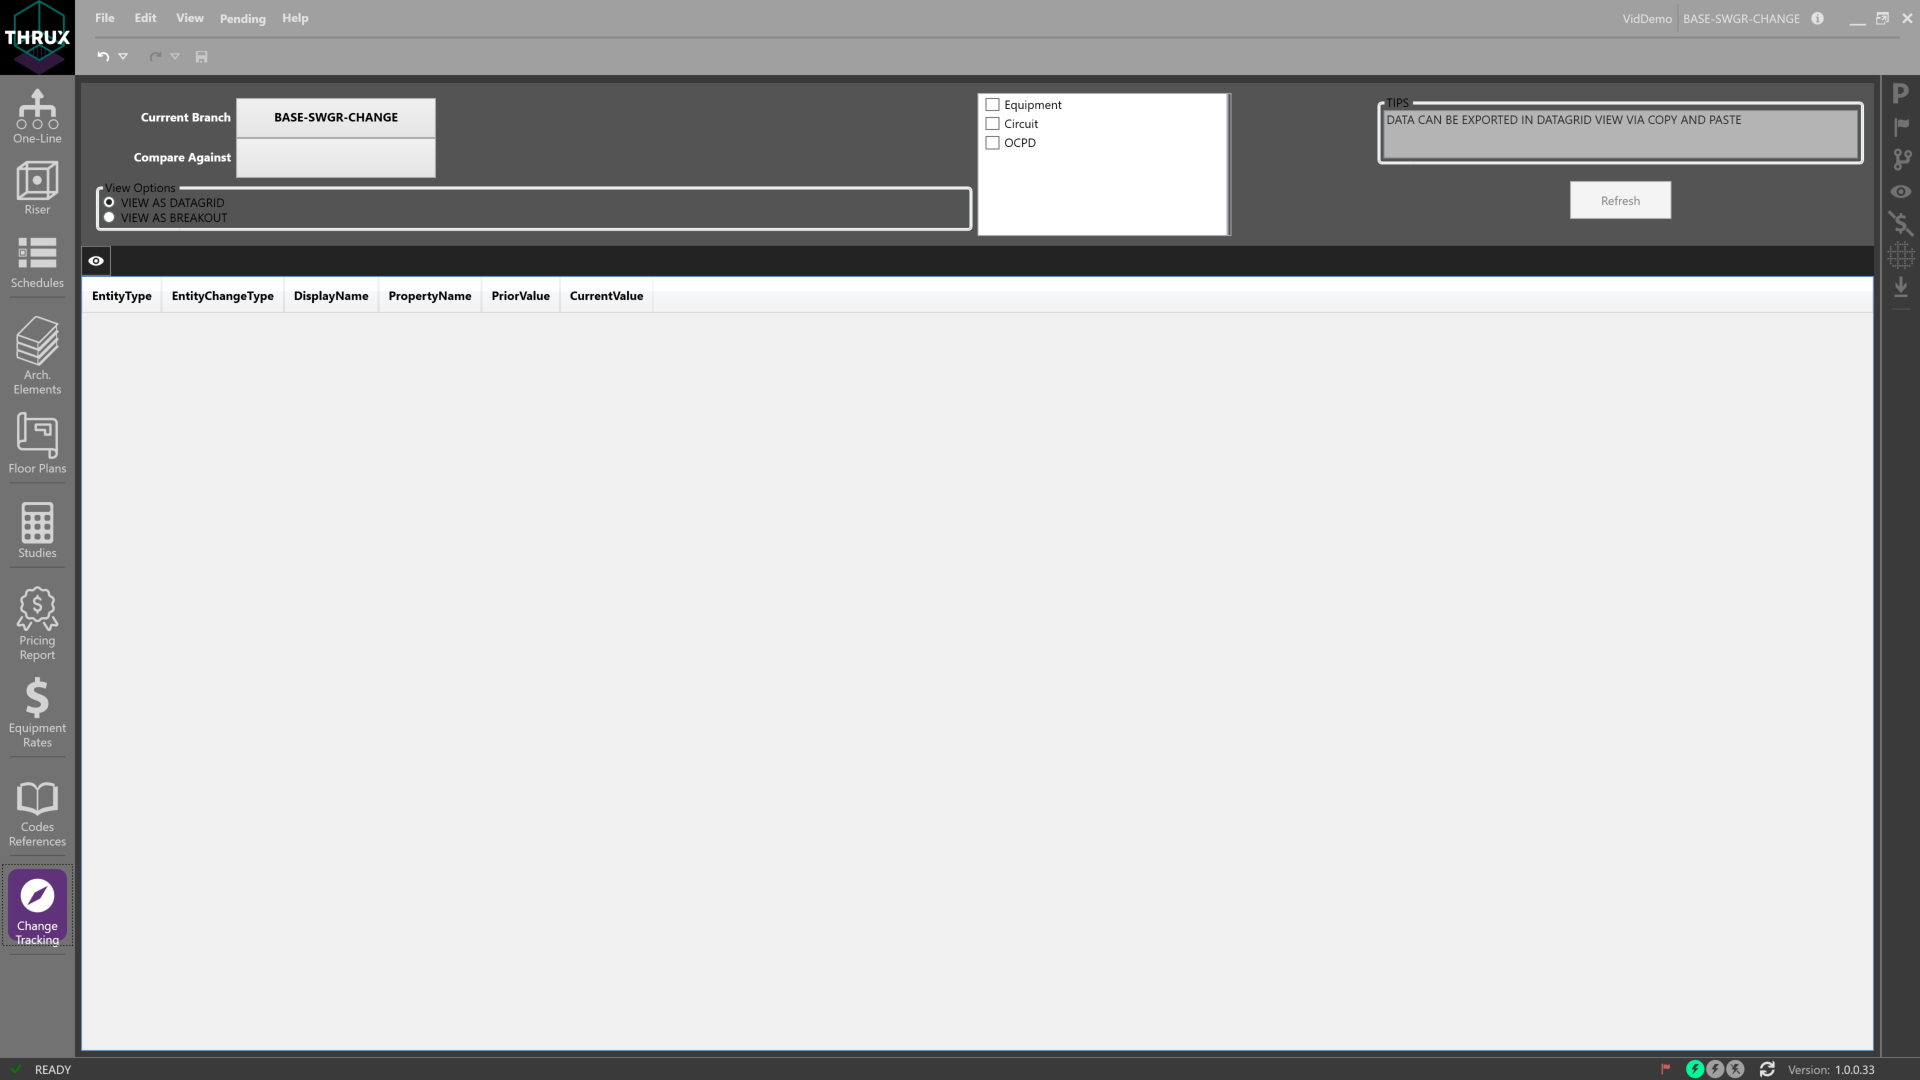 THRUX
File Edit View Pending Help
VidDemo BASE-SWGR-CHANGE
One-Line
Riser
Schedules
Arch.
Elements
Floor Plans
Studies
Pricing
Report
Equipment
Rates
Codes
References
Change
Tracking
Currrent Branch BASE-SWGR-CHANGE
Compare Against
View Options
VIEW AS DATAGRID
VIEW AS BREAKOUT
Equipment
Circuit
OCPD
TIPS
DATA CAN BE EXPORTED IN DATAGRID VIEW VIA COPY AND PASTE
Refresh
EntityType EntityChangeType DisplayName PropertyName PriorValue CurrentValue
P
READY
Version: 1.0.0.33